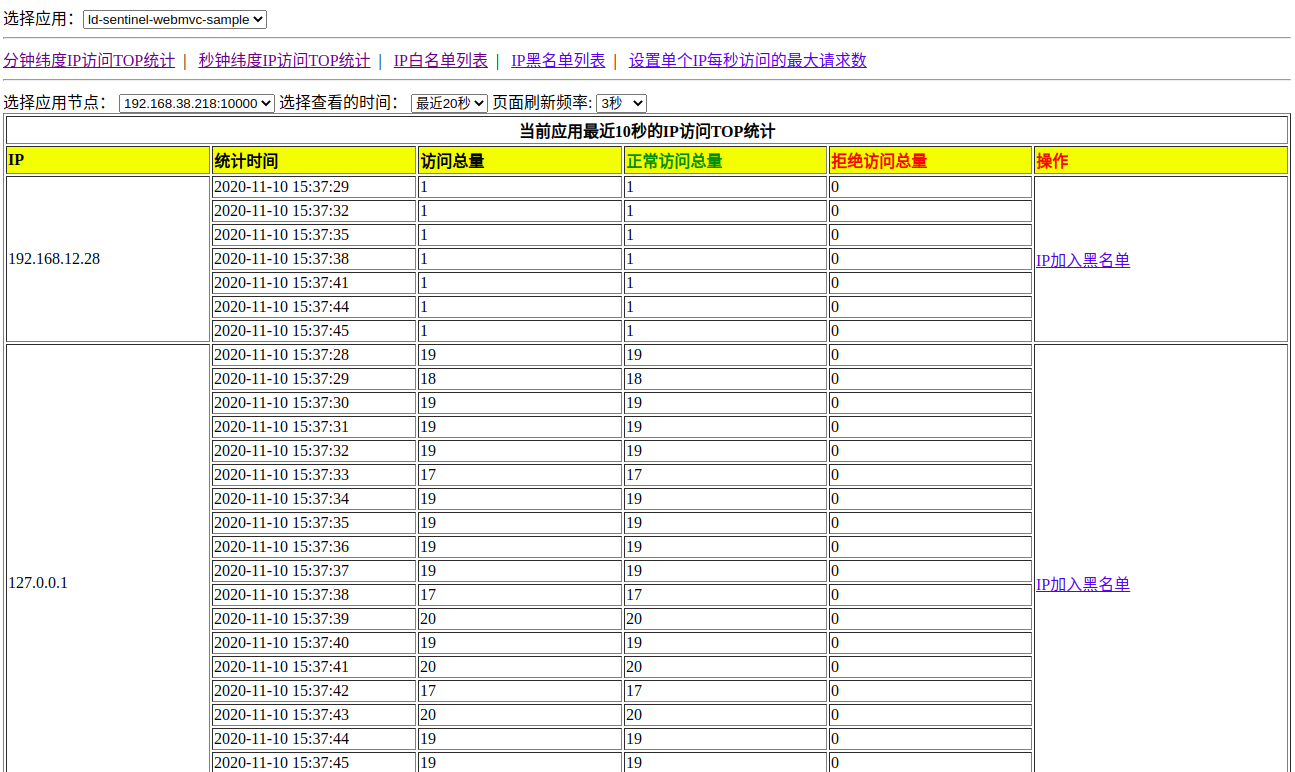 选择应用： ld-sentinel-webmvc-sample
分钟纬度IP访问TOP统计 | 秒钟纬度IP访问TOP统计 | IP白名单列表 | IP黑名单列表 | 设置单个IP每秒访问的最大请求数
选择应用节点： 192.168.38.218:10000 选择查看的时间： 最近20秒 页面刷新频率: 3秒
当前应用最近10秒的IP访问TOP统计
IP 统计时间 访问总量 正常访问总量 拒绝访问总量 操作
2020-11-10 15:37:29 1 1 0
2020-11-10 15:37:32 1 1 0
2020-11-10 15:37:35 1 1 0
192.168.12.28 2020-11-10 15:37:38 1 1 0 IP加入黑名单
2020-11-10 15:37:41 1 1 0
2020-11-10 15:37:44 1 1 0
2020-11-10 15:37:45 1 1 0
2020-11-10 15:37:28 19 19 0
2020-11-10 15:37:29 18 18 0
2020-11-10 15:37:30 19 19 0
2020-11-10 15:37:31 19 19 0
2020-11-10 15:37:32 19 19 0
2020-11-10 15:37:33 17 17 0
2020-11-10 15:37:34 19 19 0
2020-11-10 15:37:35 19 19 0
2020-11-10 15:37:36 19 19 0
2020-11-10 15:37:37 19 19 0
127.0.0.1 2020-11-10 15:37:38 17 17 0 IP加入黑名单
2020-11-10 15:37:39 20 20 0
2020-11-10 15:37:40 19 19 0
2020-11-10 15:37:41 20 20 0
2020-11-10 15:37:42 17 17 0
2020-11-10 15:37:43 20 20 0
2020-11-10 15:37:44 19 19 0
2020-11-10 15:37:45 19 19 0